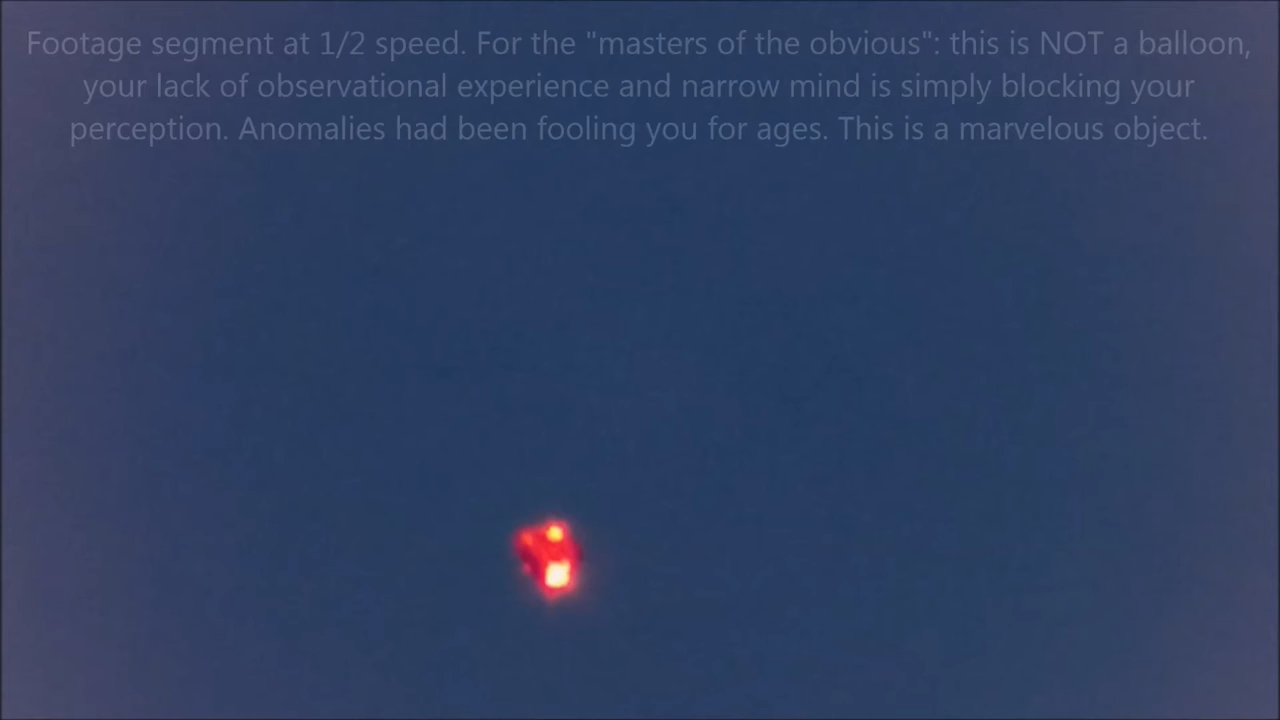 Footage segment at 1/2 speed. For the "masters of the obvious": this is NOT a balloon,
your lack of observational experience and narrow mind is simply blocking your
perception. Anomalies had been fooling you for ages. This is a marvelous object.